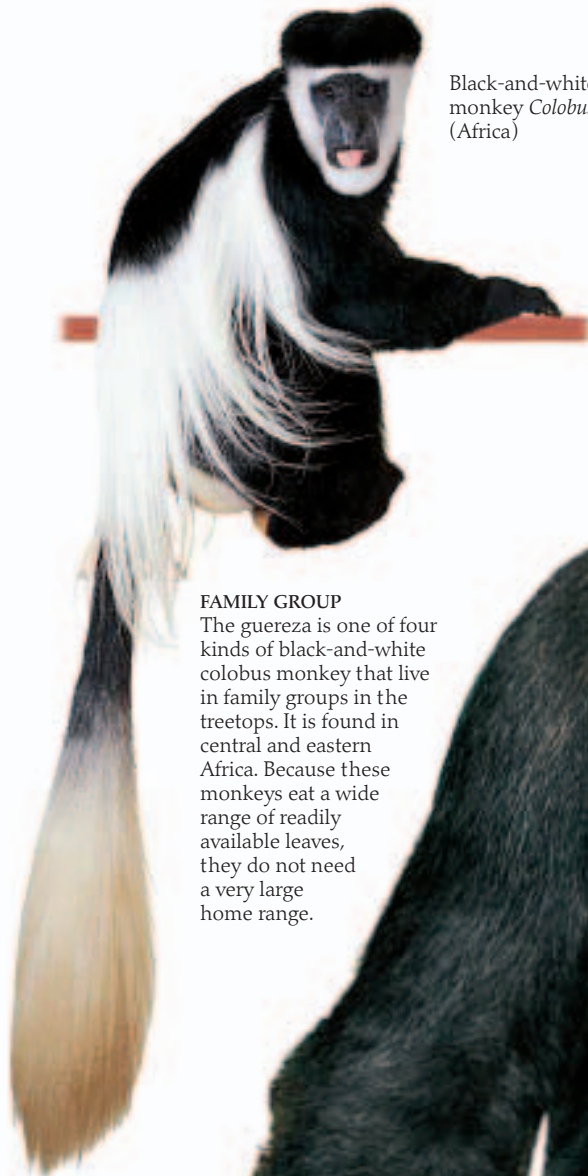 Black-and-white
monkey Colobus
(Africa)
FAMILY GROUP
The guereza is one of four
kinds of black-and-white
colobus monkey that live
in family groups in the
treetops. It is found in
central and eastern
Africa. Because these
monkeys eat a wide
range of readily
available leaves,
they do not need
a very large
home range.